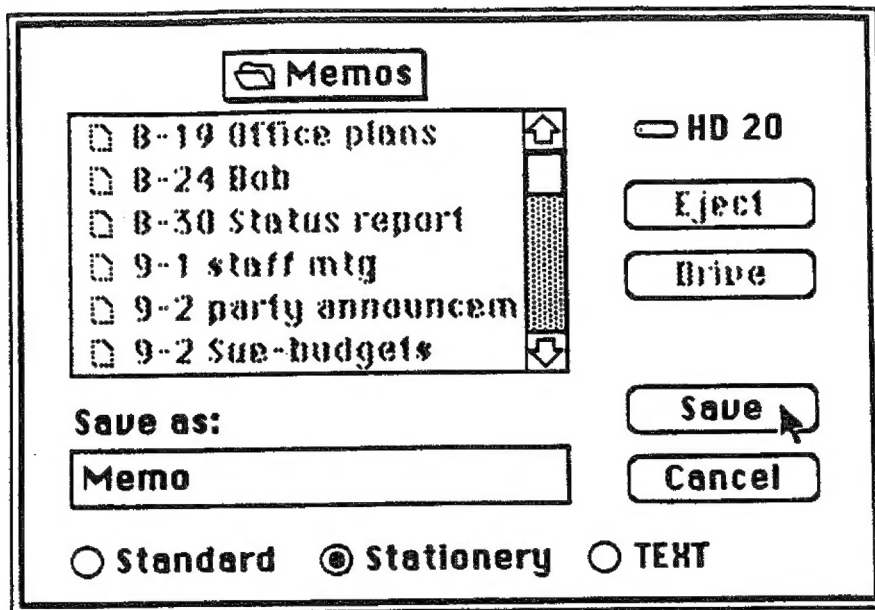 Memos
8-19 Office plans
8-24 Bob
8-30 Status report
9-1 staff mtg
9-2 party announcem
9-2 Sue-budgets
HD 20
Eject
Drive
Save as:
Memo
Save
Cancel
Standard Stationery TEXT